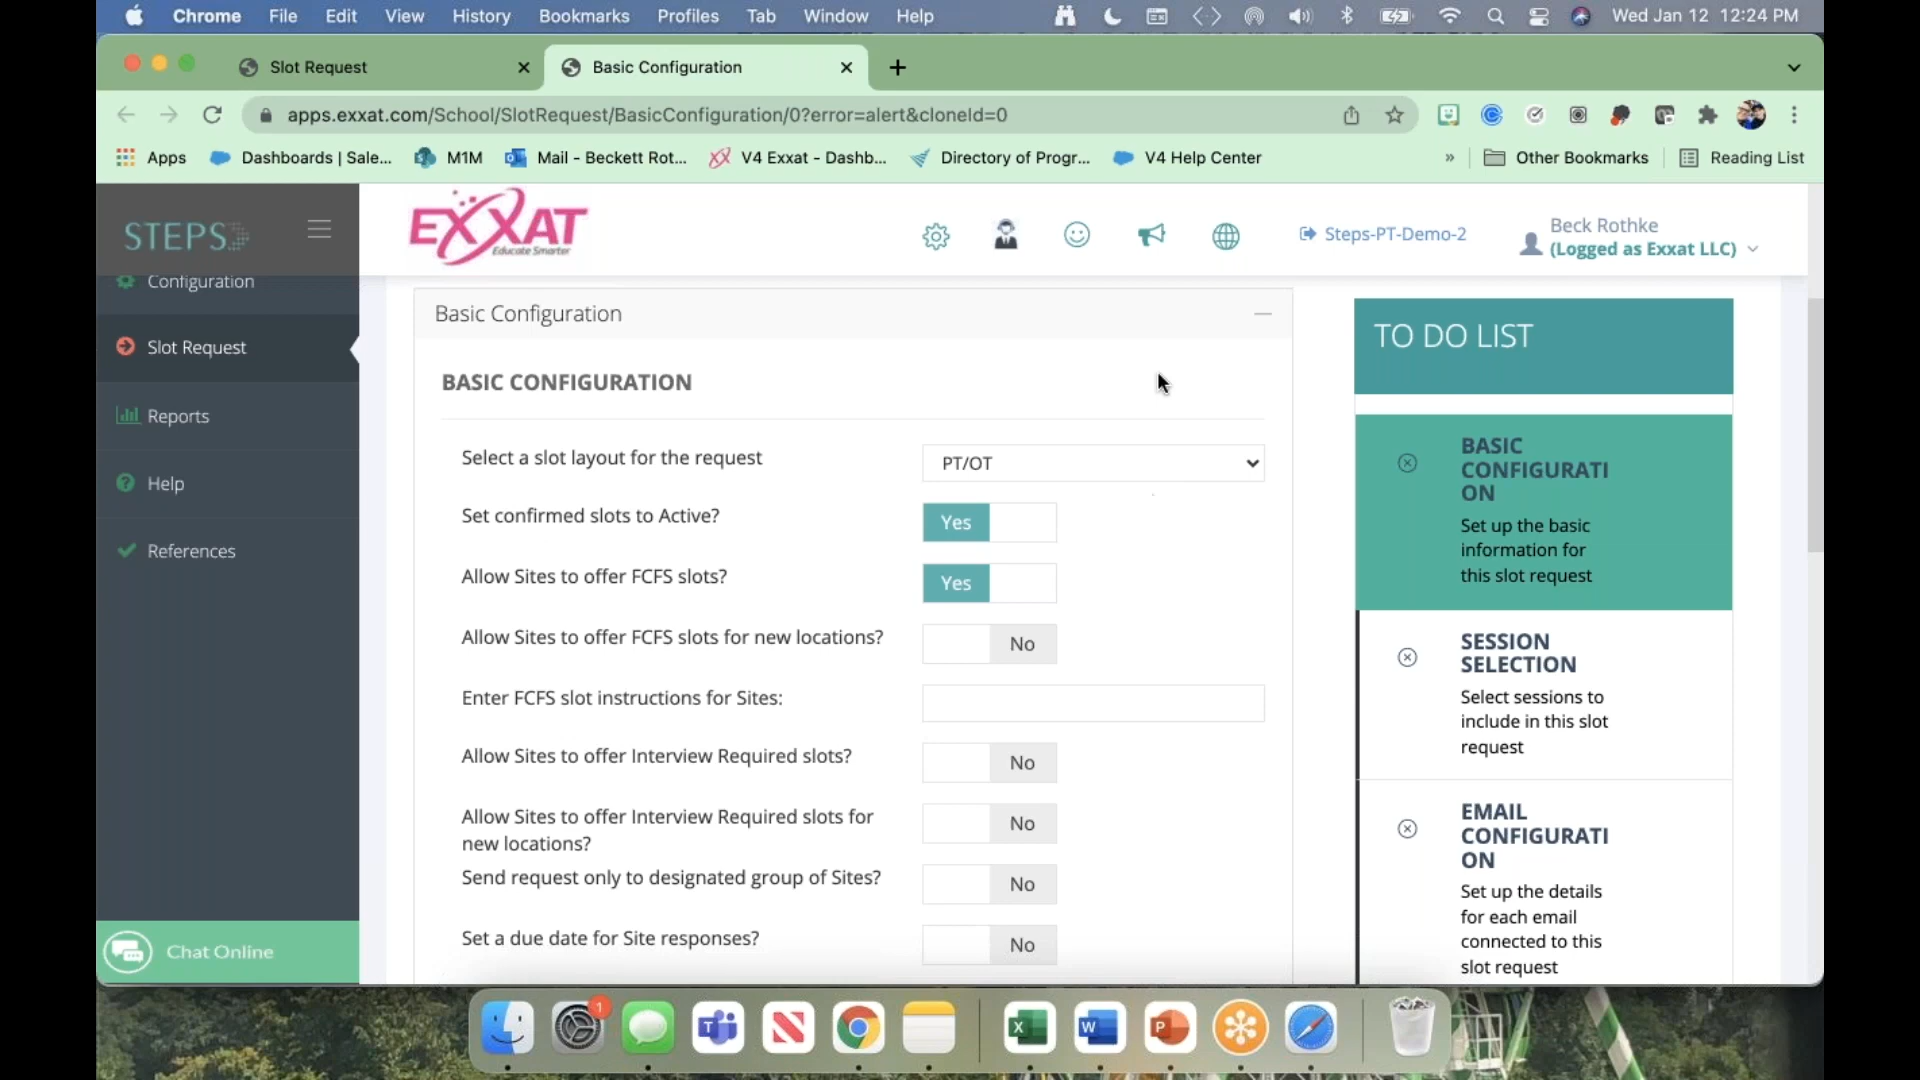 Chrome File Edit View History Bookmarks Profiles Tab Window Help Wed Jan 12 12:24 PM
Slot Request
Basic Configuration
apps.exxat.com/School/SlotRequest/BasicConfiguration/0?error=alert&cloneId=0
Apps Dashboards | Sale... M1M Mail - Beckett Rot... V4 Exxat - Dashb... Directory of Progr... V4 Help Center » Other Bookmarks Reading List
STEPS
EXXAT
Educate Smarter
Steps-PT-Demo-2
Beck Rothke
(Logged as Exxat LLC)
Configuration
Slot Request
Reports
Help
References
Chat Online
Basic Configuration
BASIC CONFIGURATION
Select a slot layout for the request PT/OT
Set confirmed slots to Active? Yes
Allow Sites to offer FCFS slots? Yes
Allow Sites to offer FCFS slots for new locations? No
Enter FCFS slot instructions for Sites:
Allow Sites to offer Interview Required slots? No
Allow Sites to offer Interview Required slots for
new locations? No
Send request only to designated group of Sites? No
Set a due date for Site responses? No
TO DO LIST
BASIC
CONFIGURATI
ON
Set up the basic
information for
this slot request
SESSION
SELECTION
Select sessions to
include in this slot
request
EMAIL
CONFIGURATI
ON
Set up the details
for each email
connected to this
slot request
1